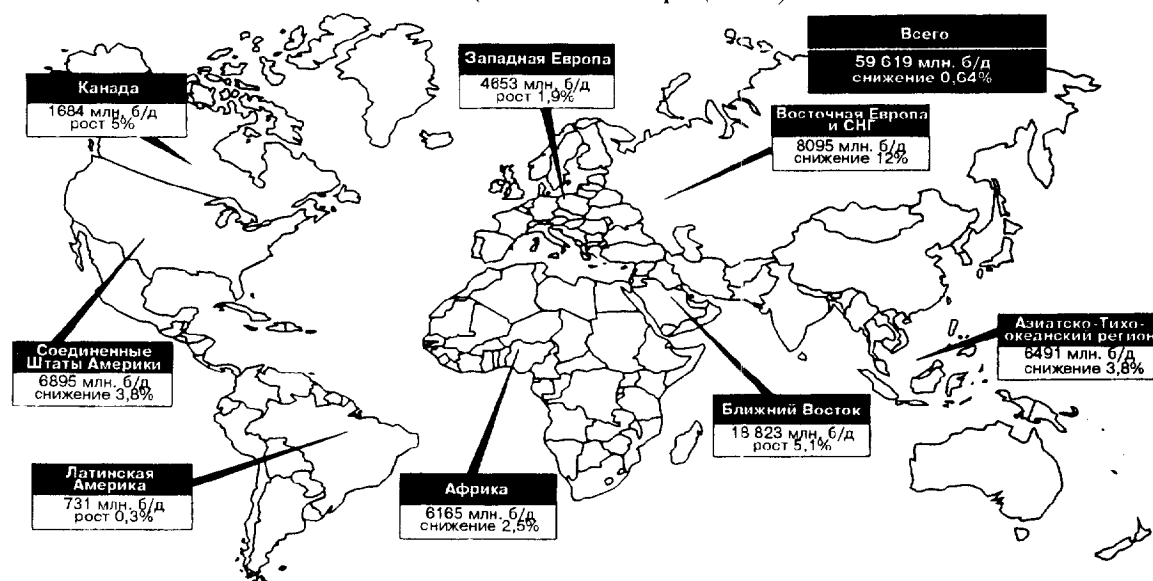 Всего
59 619 млн. б/д
снижение 0,64%
Западная Европа
4653 млн. б/д
рост 1,9%
Канада
1684 млн. б/д
рост 5%
Восточная Европа
и СНГ
8095 млн. б/д
снижение 12%
Соединенные
Штаты Америки
6895 млн. б/д
снижение 3,8%
Азиатско-Тихо-
океанский регион
6491 млн. б/д
снижение 3,8%
Ближний Восток
18 823 млн. б/д
рост 5,1%
Латинская
Америка
731 млн. б/д
рост 0,3%
Африка
6165 млн. б/д
снижение 2,5%